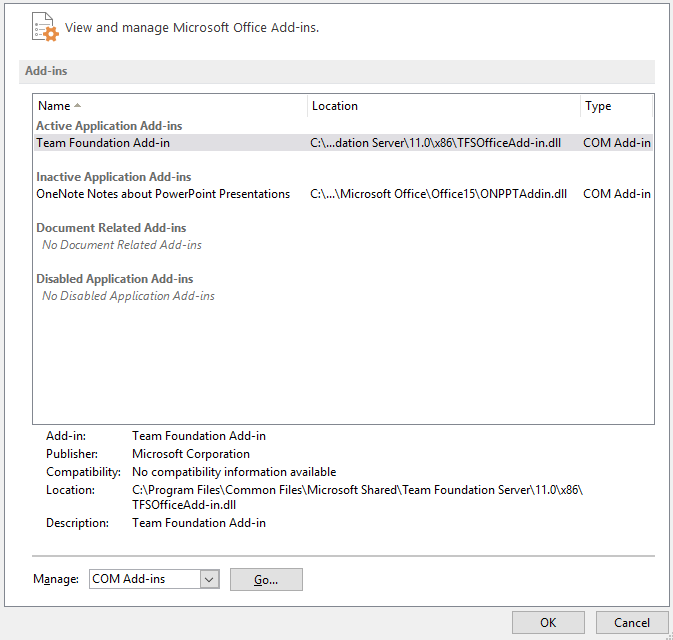 View and manage Microsoft Office Add-ins.
Add-ins
Name Location Type
Active Application Add-ins
Team Foundation Add-in C:\...dation Server\11.0\x86\TFSOfficeAdd-in.dll COM Add-in
Inactive Application Add-ins
OneNote Notes about PowerPoint Presentations C:\...\Microsoft Office\Office15\ONPPTAddin.dll COM Add-in
Document Related Add-ins
No Document Related Add-ins
Disabled Application Add-ins
No Disabled Application Add-ins
Add-in: Team Foundation Add-in
Publisher: Microsoft Corporation
Compatibility: No compatibility information available
Location: C:\Program Files\Common Files\Microsoft Shared\Team Foundation Server\11.0\x86\
TFSOfficeAdd-in.dll
Description: Team Foundation Add-in
Manage: COM Add-ins Go...
OK Cancel